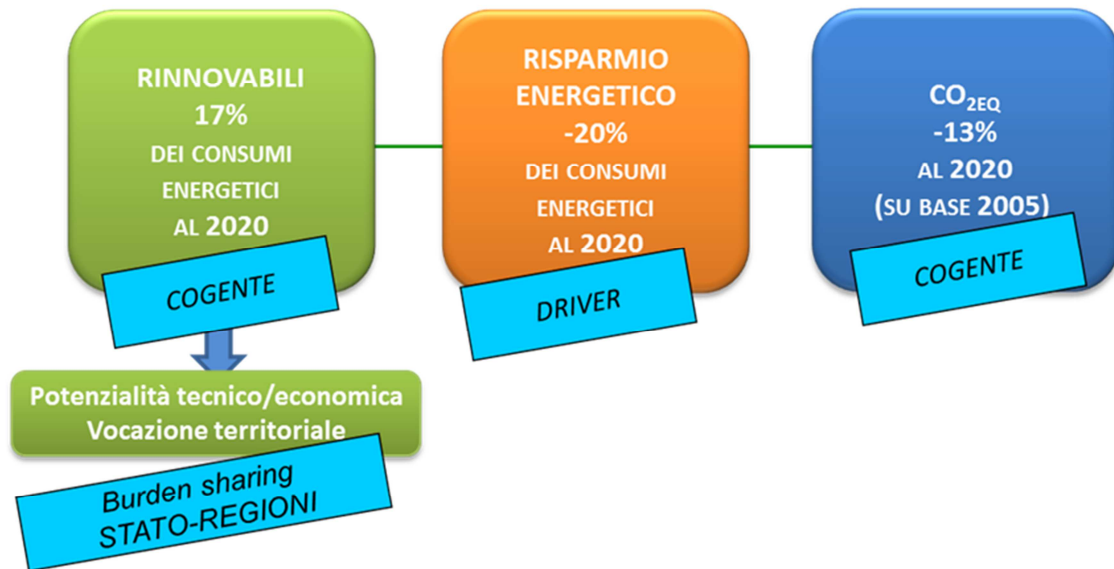 RINNOVABILI
17%
DEI CONSUMI
ENERGETICI
AL 2020
COGENTE
RISPARMIO
ENERGETICO
-20%
DEI CONSUMI
ENERGETICI
AL 2020
DRIVER
CO₂EQ
-13%
AL 2020
(SU BASE 2005)
COGENTE
Potenzialità tecnico/economica
Vocazione territoriale
Burden sharing
STATO-REGIONI